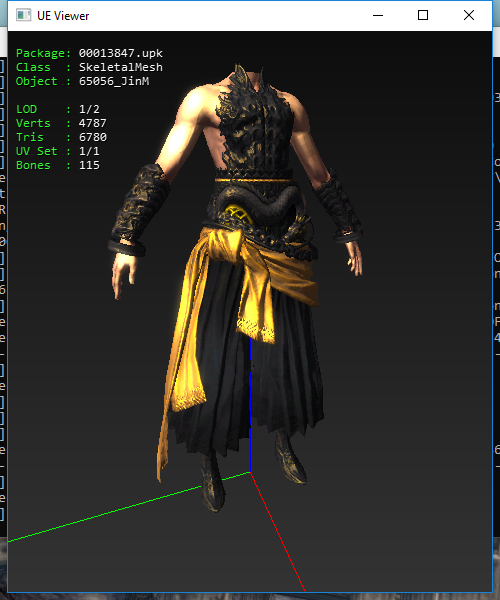 UE Viewer
Package: 00013847.upk
Class  : SkeletalMesh
Object : 65056_JinM
LOD    : 1/2
Verts  : 4787
Tris   : 6780
UV Set : 1/1
Bones  : 115